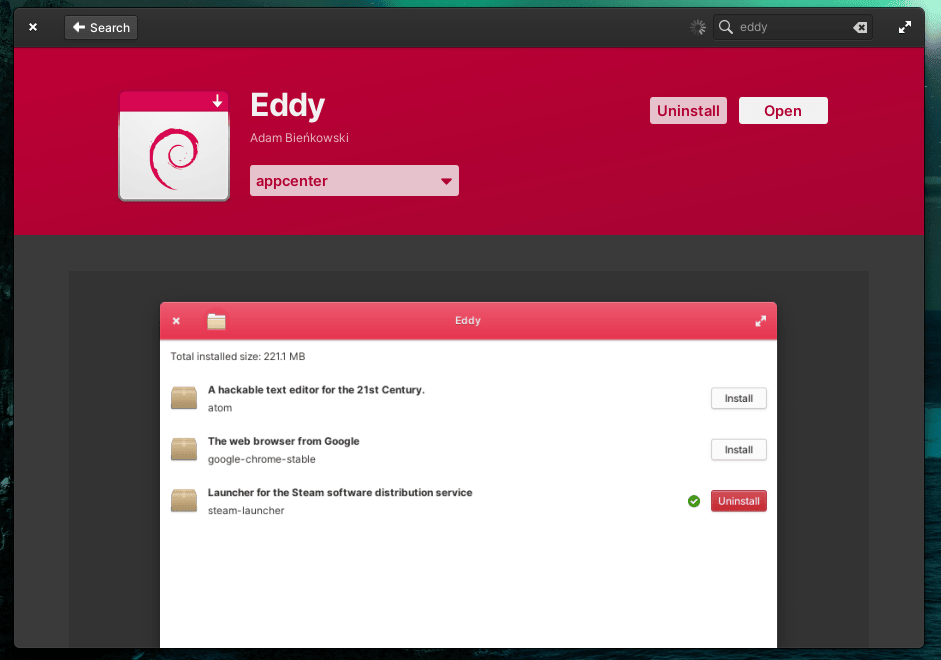 Search
eddy
Eddy
Adam Bieńkowski
Uninstall
Open
appcenter
Eddy
Total installed size: 221.1 MB
A hackable text editor for the 21st Century.
atom
Install
The web browser from Google
google-chrome-stable
Install
Launcher for the Steam software distribution service
steam-launcher
Uninstall